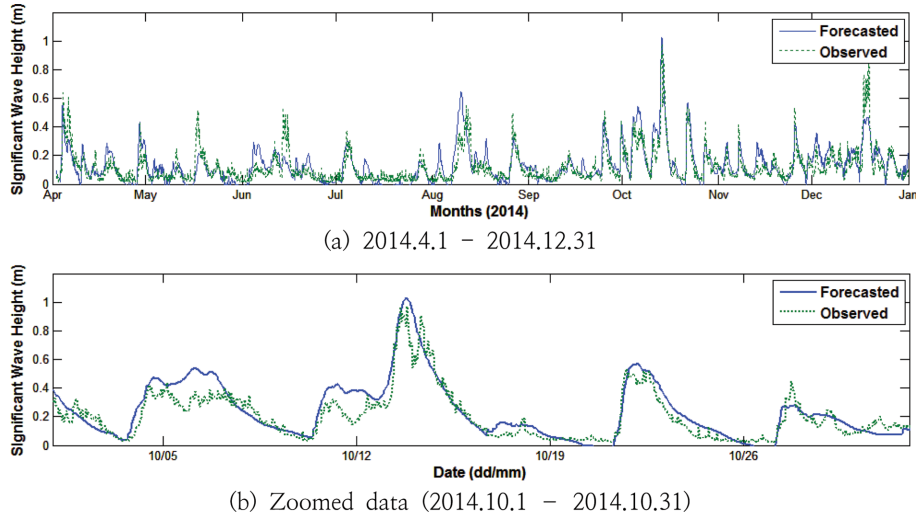 Significant Wave Height (m)
1
0.8
0.6
0.4
0.2
0
Forecasted
Observed
Apr May Jun Jul Aug Sep Oct Nov Dec Jan
Months (2014)
(a) 2014.4.1 - 2014.12.31
Significant Wave Height (m)
1
0.8
0.6
0.4
0.2
0
Forecasted
Observed
10/05 10/12 10/19 10/26
Date (dd/mm)
(b) Zoomed data (2014.10.1 - 2014.10.31)